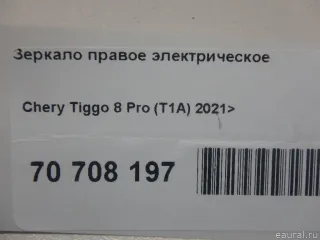 Зеркало правое электрическое
Chery Tiggo 8 Pro (T1A) 2021>
70 708 197
eaural.ru